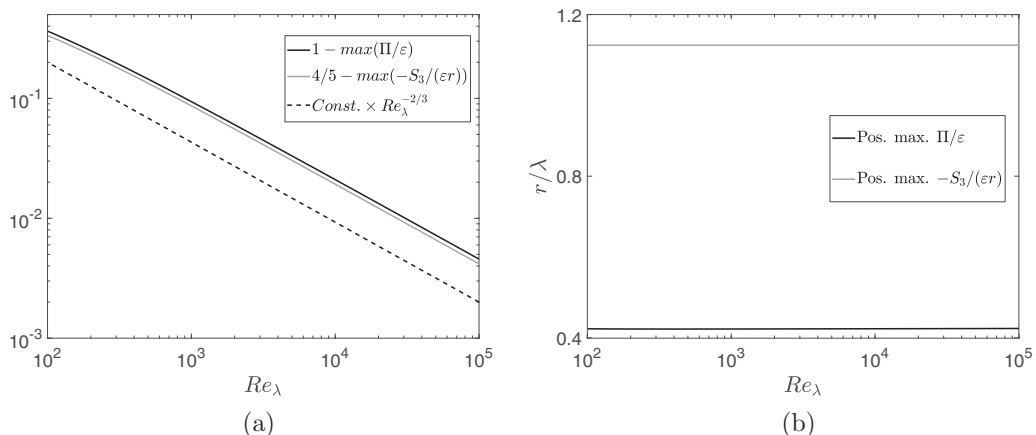 10^{-1}
10^{-2}
10^{-3}
1 − max(Π/ε)
4/5 − max(−S_3/(εr))
Const. × Re_λ^{−2/3}
10^2 10^3 10^4 10^5
Re_λ
(a)
1.2
0.8
0.4
r/λ
Pos. max. Π/ε
Pos. max. −S_3/(εr)
10^2 10^3 10^4 10^5
Re_λ
(b)